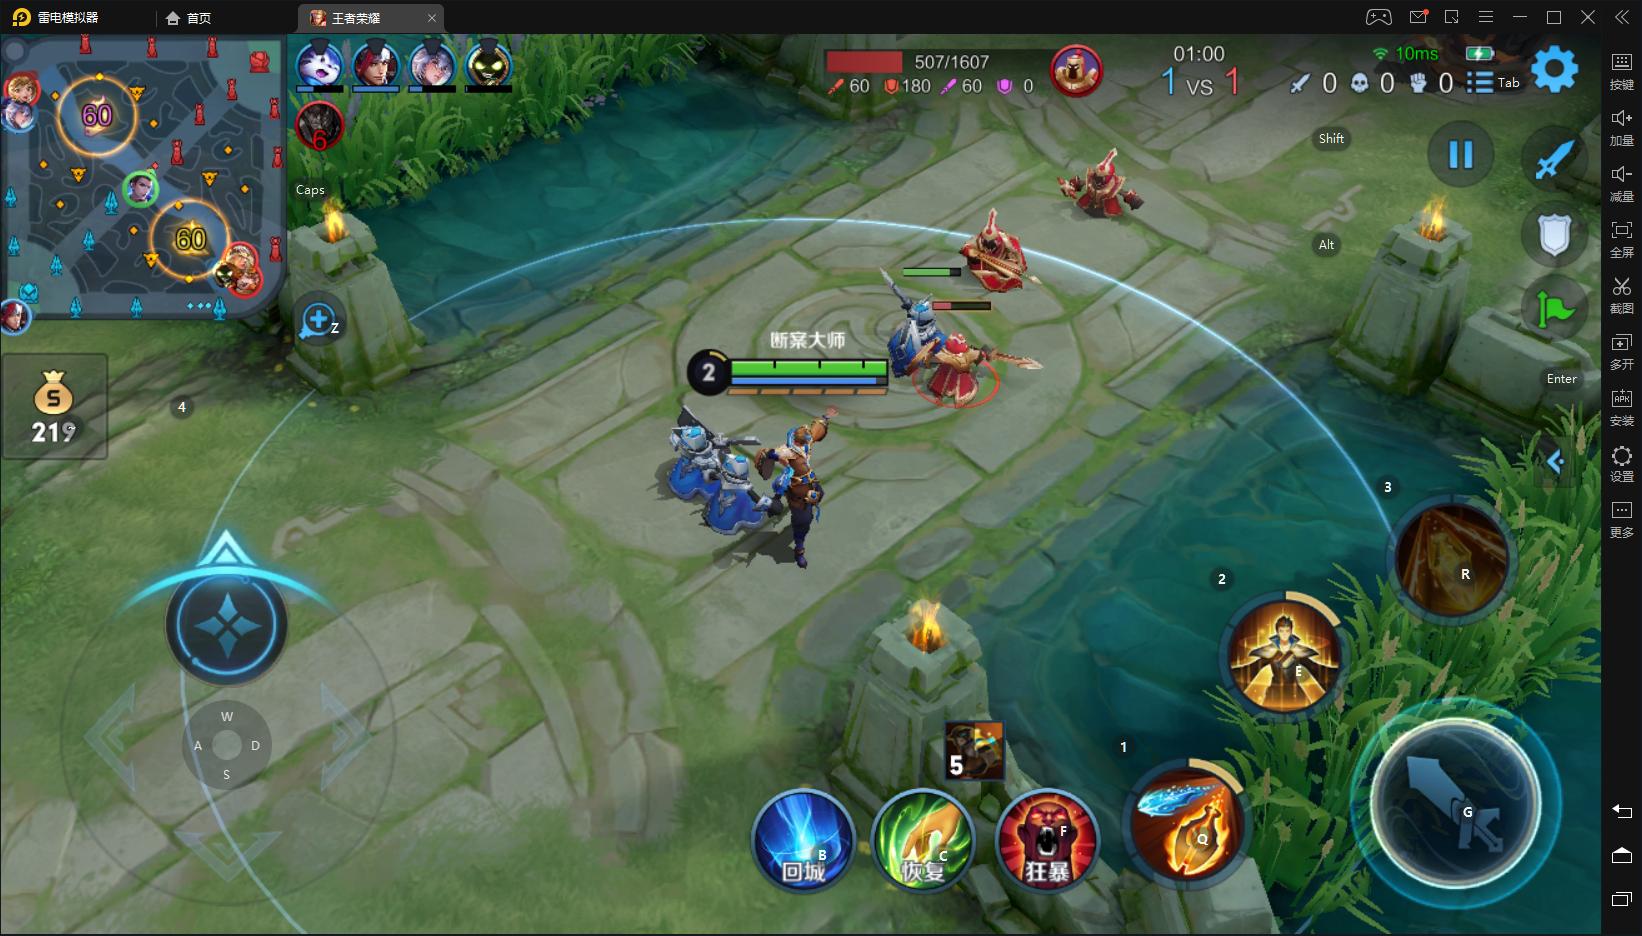 雷电模拟器
首页
王者荣耀
507/1607
60 180 60 0
01:00
1 VS 1
10ms
0 0 0 Tab
60
60
6
Caps
Shift
Alt
Enter
Z
219
断案大师
2
4
3
2
1
R
E
Q
G
W
A D
S
5
B
回城
C
恢复
F
狂暴
按键
加量
减量
全屏
截图
多开
APK
安装
设置
更多